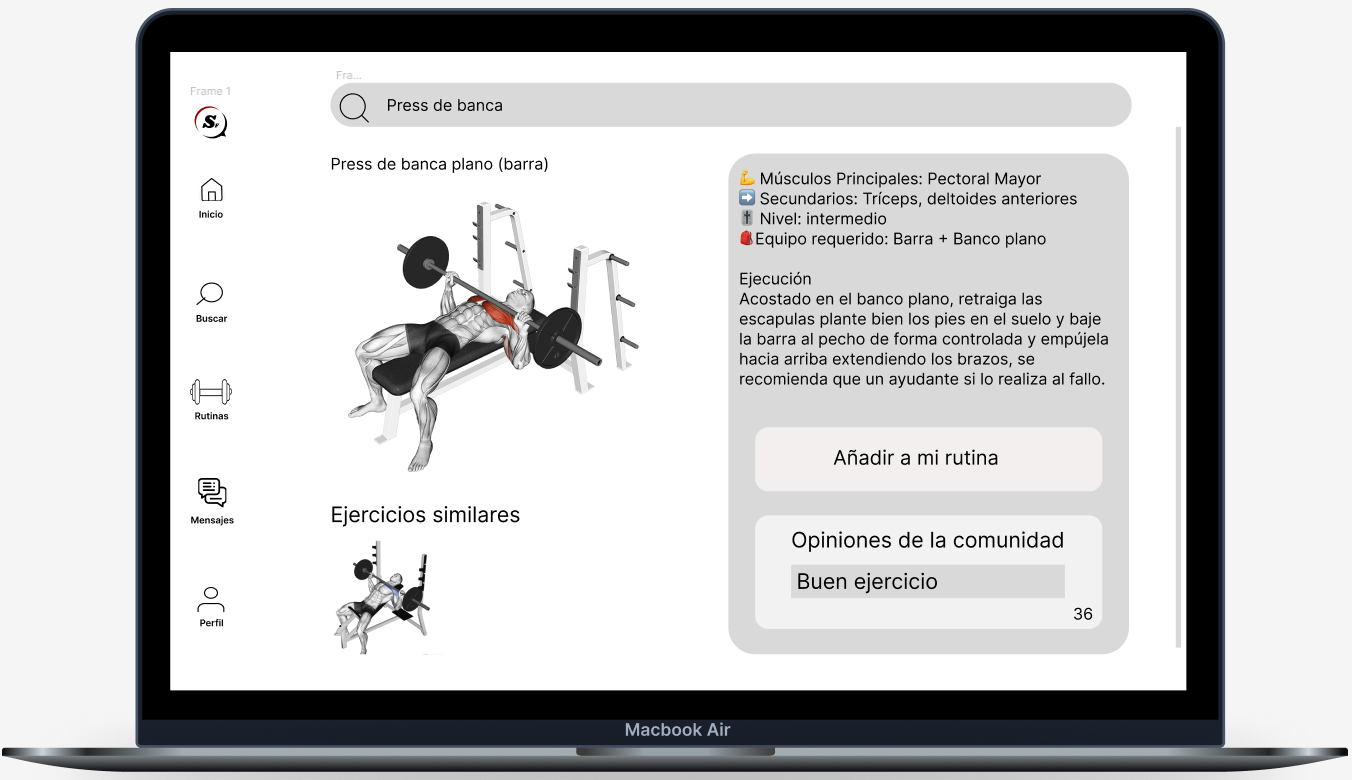 Frame 1
Fra...
Press de banca
S
Inicio
Buscar
Rutinas
Mensajes
Perfil
Press de banca plano (barra)
Ejercicios similares
💪 Músculos Principales: Pectoral Mayor
➡️ Secundarios: Tríceps, deltoides anteriores
🎚️ Nivel: intermedio
🎒Equipo requerido: Barra + Banco plano
Ejecución
Acostado en el banco plano, retraiga las
escapulas plante bien los pies en el suelo y baje
la barra al pecho de forma controlada y empújela
hacia arriba extendiendo los brazos, se
recomienda que un ayudante si lo realiza al fallo.
Añadir a mi rutina
Opiniones de la comunidad
Buen ejercicio
36
Macbook Air